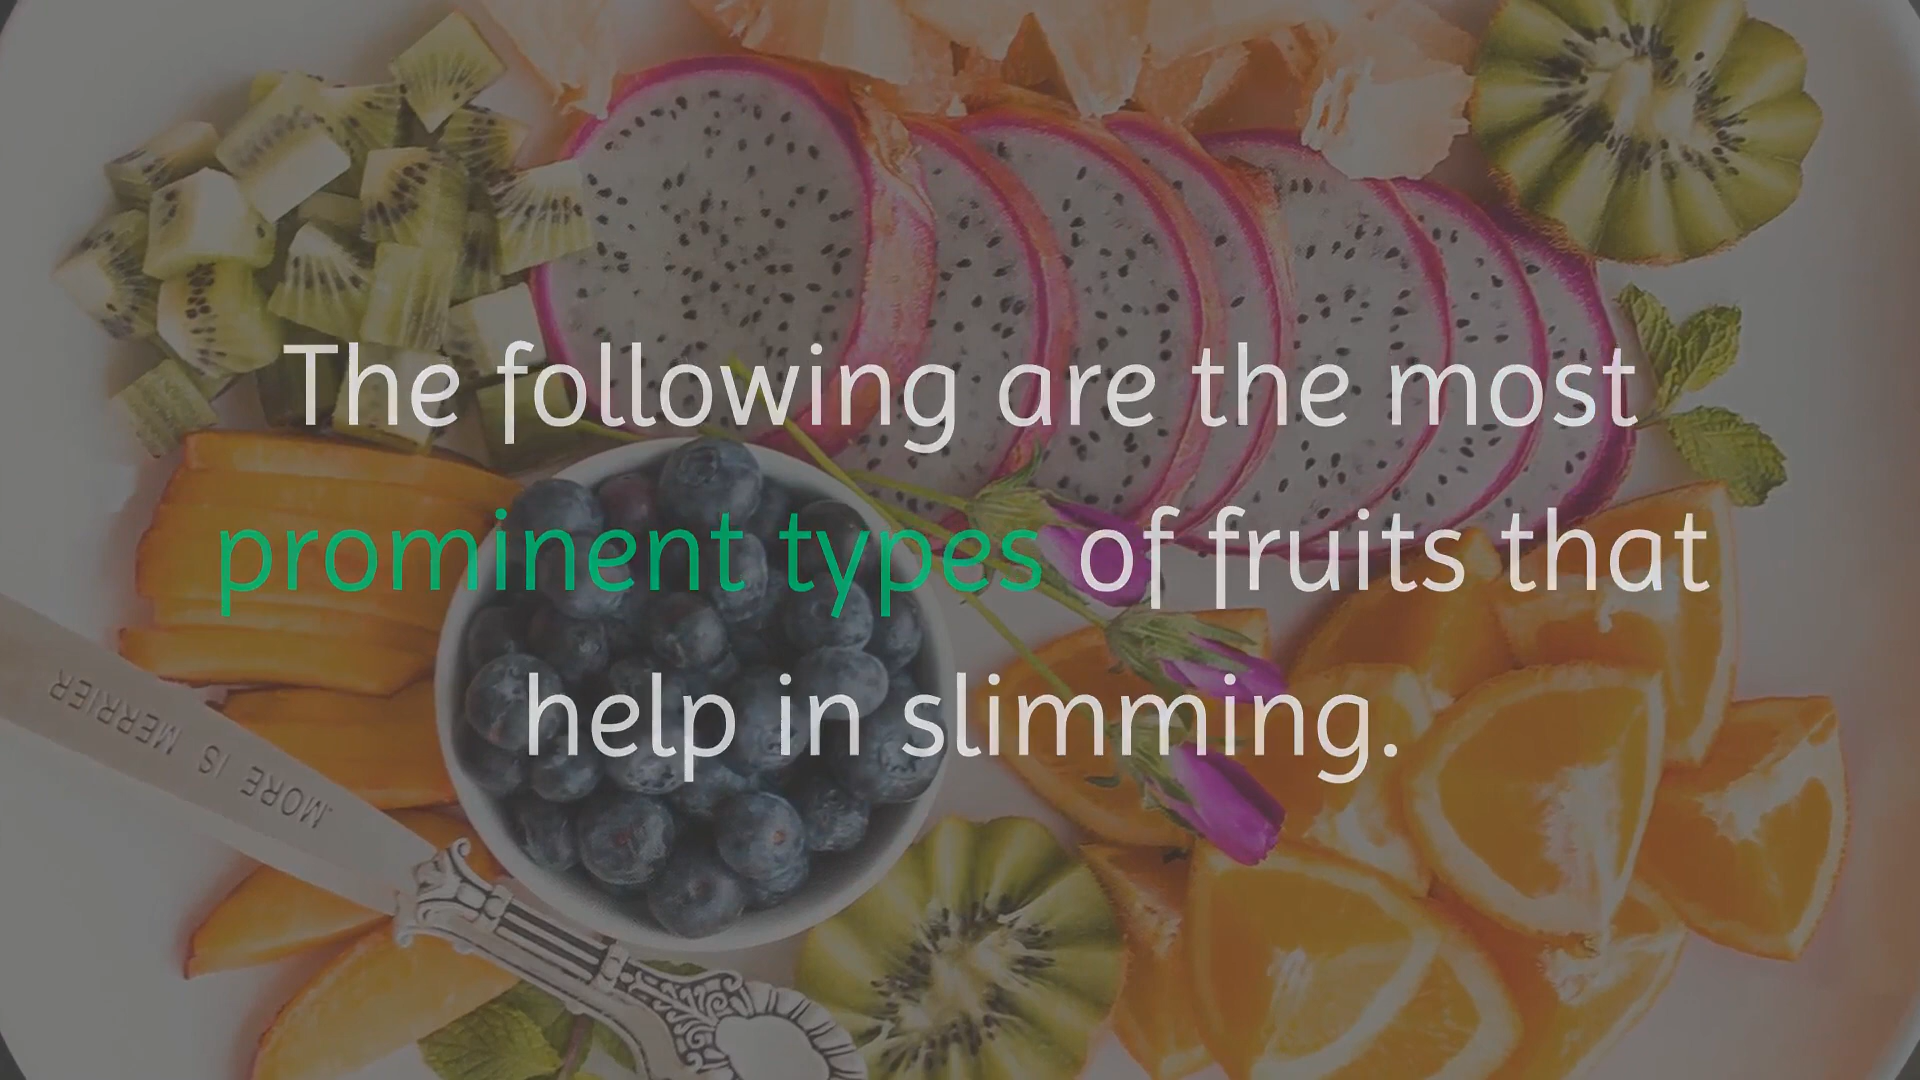 The following are the most
prominent types of fruits that
help in slimming.
MORE IS MERRIER